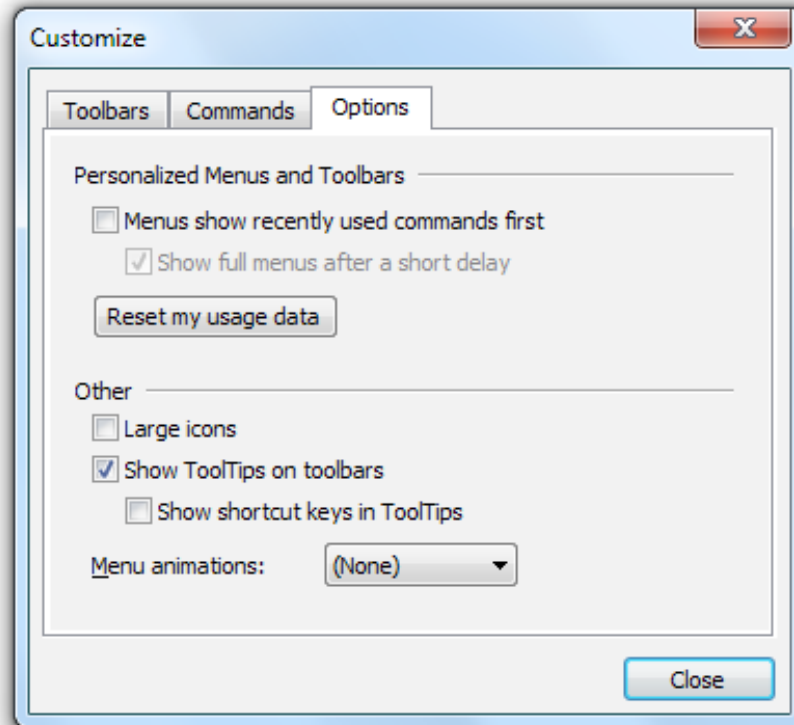 Customize
Toolbars Commands Options
Personalized Menus and Toolbars
Menus show recently used commands first
Show full menus after a short delay
Reset my usage data
Other
Large icons
Show ToolTips on toolbars
Show shortcut keys in ToolTips
Menu animations: (None)
Close